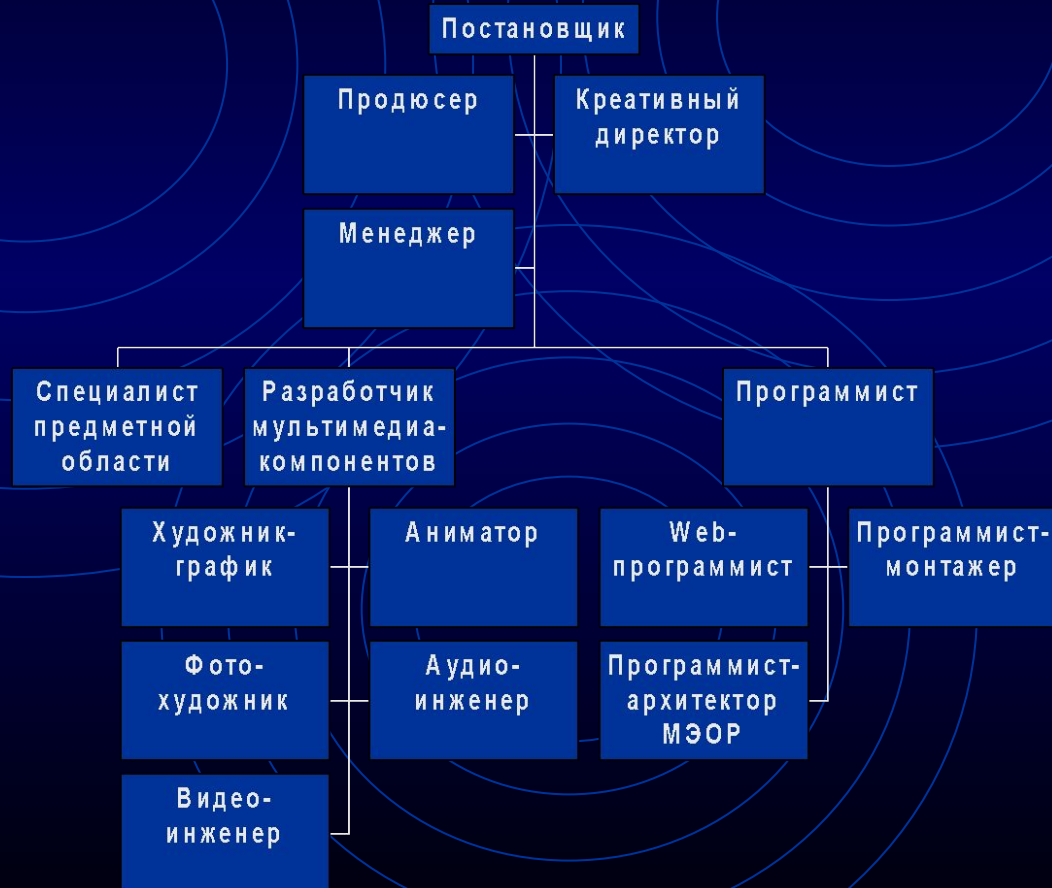 Постановщик
Продюсер
Креативный
директор
Менеджер
Специалист
предметной
области
Разработчик
мультимедиа-
компонентов
Программист
Художник-
график
Аниматор
Web-
программист
Программист-
монтажер
Фото-
художник
Аудио-
инженер
Программист-
архитектор
МЭОР
Видео-
инженер